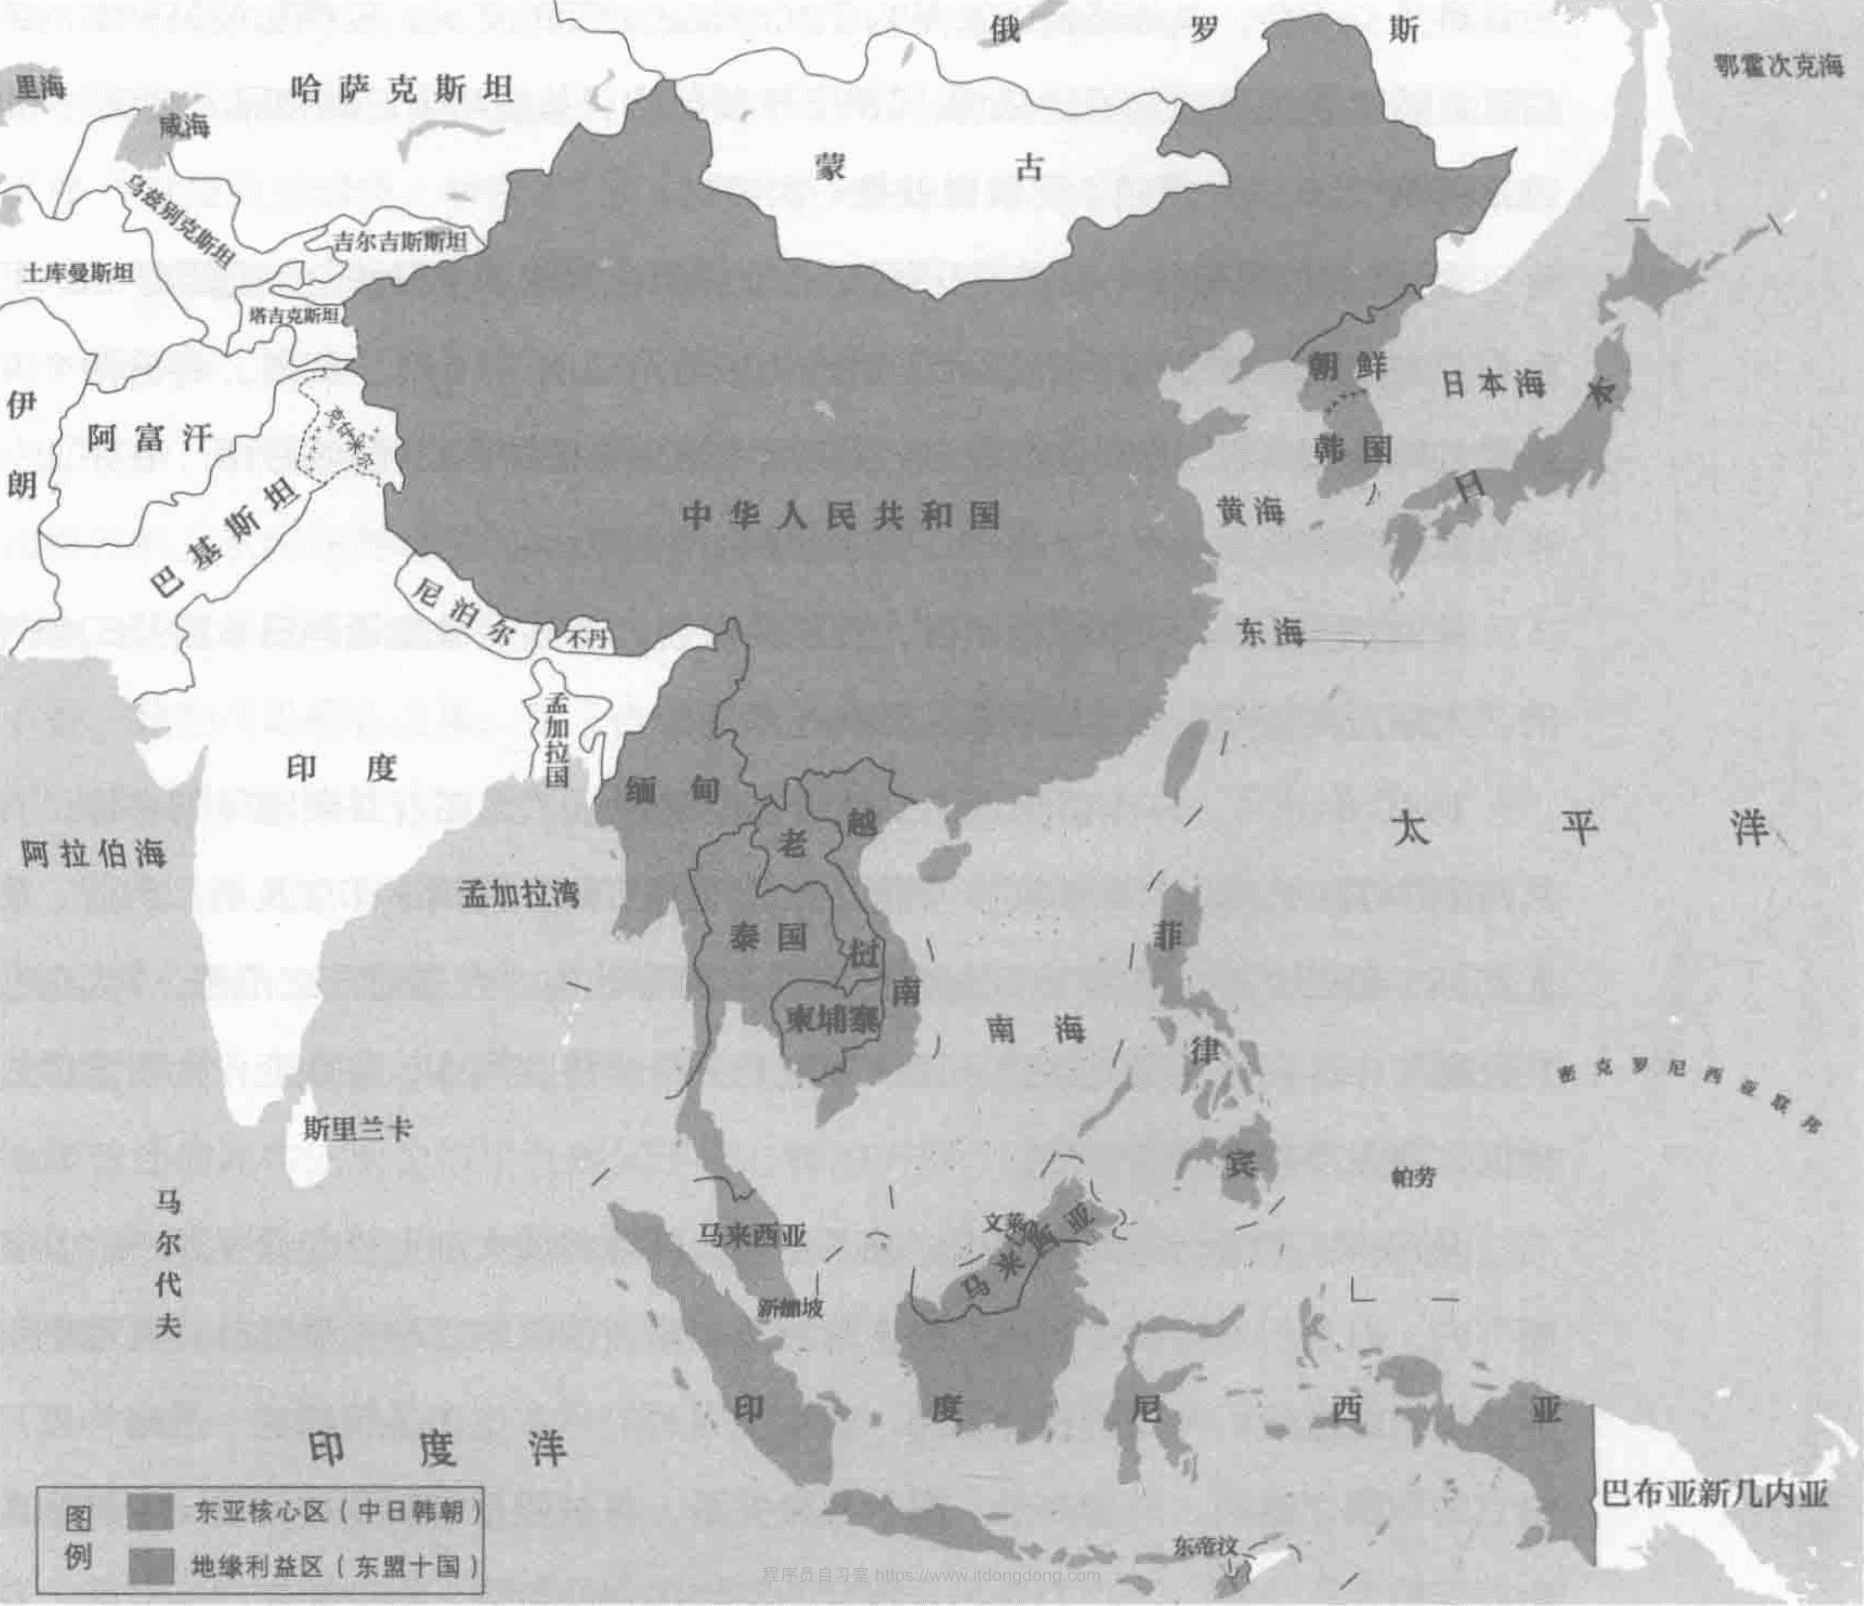 俄罗斯
鄂霍次克海
里海
哈萨克斯坦
咸海
蒙古
乌兹别克斯坦
吉尔吉斯斯坦
土库曼斯坦
塔吉克斯坦
朝鲜
日本海
日本
伊朗
阿富汗
克什米尔
韩国
巴基斯坦
中华人民共和国
黄海
尼泊尔
不丹
东海
孟加拉国
印度
缅甸
越南
老挝
太平洋
阿拉伯海
孟加拉湾
泰国
菲律宾
柬埔寨
南海
密克罗尼西亚联邦
斯里兰卡
帕劳
马尔代夫
马来西亚
文莱
马来西亚
新加坡
印度尼西亚
印度洋
巴布亚新几内亚
东帝汶
图例
东亚核心区（中日韩朝）
地缘利益区（东盟十国）
程序员自习室 https://www.itdongdong.com